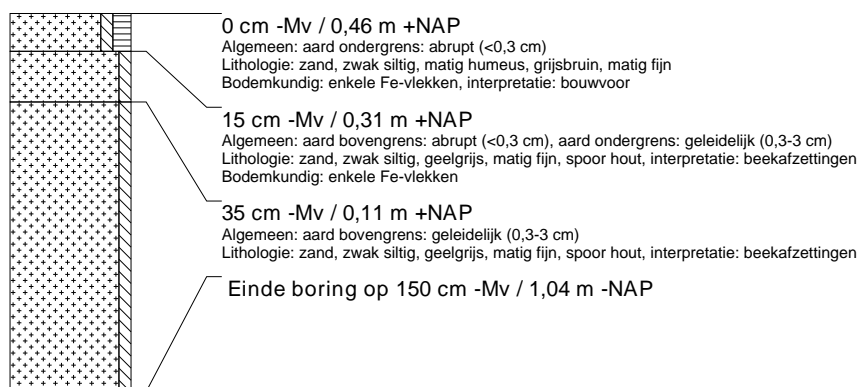 0 cm -Mv / 0,46 m +NAP
Algemeen: aard ondergrens: abrupt (<0,3 cm)
Lithologie: zand, zwak siltig, matig humeus, grijsbruin, matig fijn
Bodemkundig: enkele Fe-vlekken, interpretatie: bouwvoor
15 cm -Mv / 0,31 m +NAP
Algemeen: aard bovengrens: abrupt (<0,3 cm), aard ondergrens: geleidelijk (0,3-3 cm)
Lithologie: zand, zwak siltig, geelgrijs, matig fijn, spoor hout, interpretatie: beekafzettingen
Bodemkundig: enkele Fe-vlekken
35 cm -Mv / 0,11 m +NAP
Algemeen: aard bovengrens: geleidelijk (0,3-3 cm)
Lithologie: zand, zwak siltig, geelgrijs, matig fijn, spoor hout, interpretatie: beekafzettingen
Einde boring op 150 cm -Mv / 1,04 m -NAP